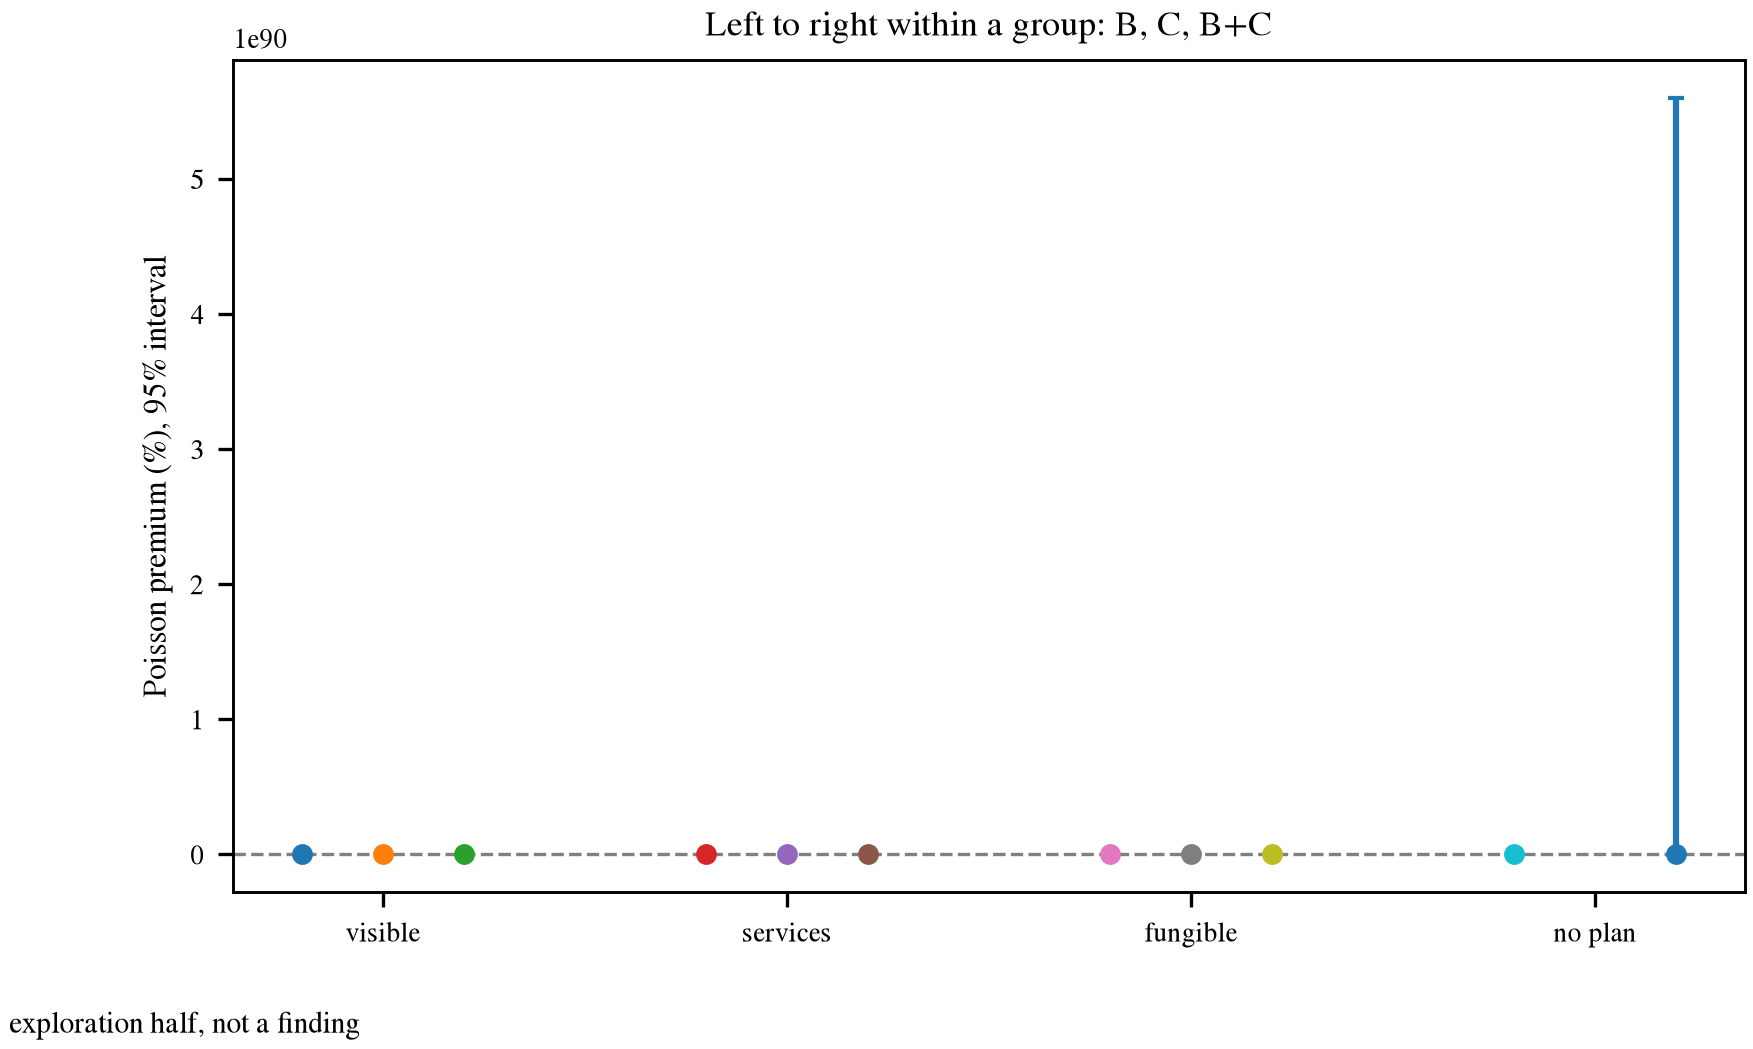 Left to right within a group: B, C, B+C
1e90
Poisson premium (%), 95% interval
5
4
3
2
1
0
visible
services
fungible
no plan
exploration half, not a finding